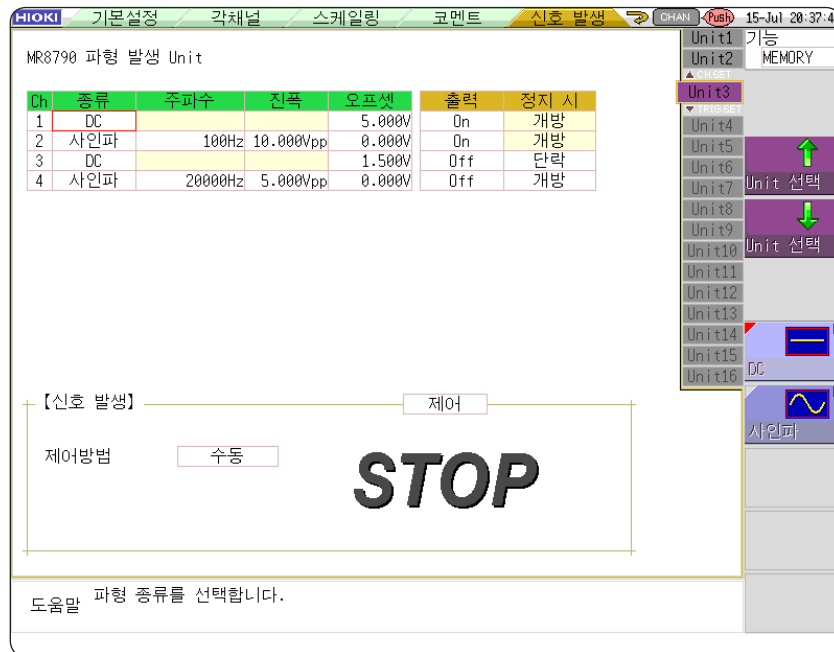 HIOKI 기본설정 각채널 스케일링 코멘트 신호 발생 CHAN Push 15-Jul 20:37:4
MR8790 파형 발생 Unit
Ch 종류 주파수 진폭 오프셋 출력 정지 시
1 DC 5.000V On 개방
2 사인파 100Hz 10.000Vpp 0.000V On 개방
3 DC 1.500V Off 단락
4 사인파 20000Hz 5.000Vpp 0.000V Off 개방
【신호 발생】 제어
제어방법 수동
STOP
도움말 파형 종류를 선택합니다.
Unit1
Unit2
▲ CH.SET
Unit3
▼ TRIG.SET
Unit4
Unit5
Unit6
Unit7
Unit8
Unit9
Unit10
Unit11
Unit12
Unit13
Unit14
Unit15
Unit16
기능
MEMORY
Unit 선택
Unit 선택
DC
사인파